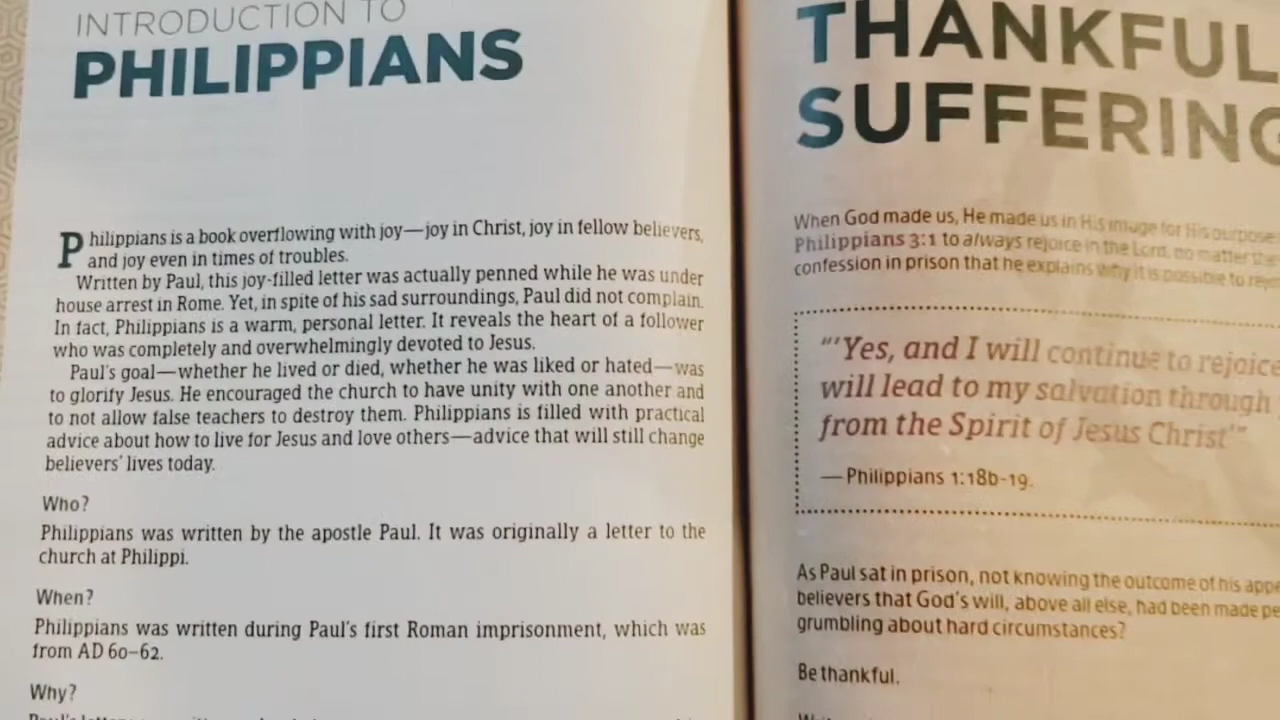 INTRODUCTION TO
PHILIPPIANS
Philippians is a book overflowing with joy—joy in Christ, joy in fellow believers,
and joy even in times of troubles.
Written by Paul, this joy-filled letter was actually penned while he was under
house arrest in Rome. Yet, in spite of his sad surroundings, Paul did not complain.
In fact, Philippians is a warm, personal letter. It reveals the heart of a follower
who was completely and overwhelmingly devoted to Jesus.
Paul's goal—whether he lived or died, whether he was liked or hated—was
to glorify Jesus. He encouraged the church to have unity with one another and
to not allow false teachers to destroy them. Philippians is filled with practical
advice about how to live for Jesus and love others—advice that will still change
believers' lives today.
Who?
Philippians was written by the apostle Paul. It was originally a letter to the
church at Philippi.
When?
Philippians was written during Paul's first Roman imprisonment, which was
from AD 60–62.
Why?
THANKFUL
SUFFERING
When God made us, He made us in His image for His purpose
Philippians 3:1 to always rejoice in the Lord, no matter the
confession in prison that he explains why it is possible to
"'Yes, and I will continue to rejoice
will lead to my salvation through
from the Spirit of Jesus Christ'"
— Philippians 1:18b-19.
As Paul sat in prison, not knowing the outcome of his
believers that God's will, above all else, had been made
grumbling about hard circumstances?
Be thankful.